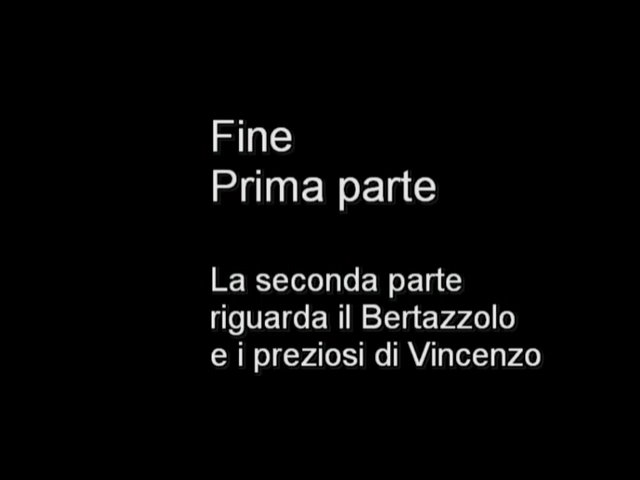 Fine
Prima parte
La seconda parte
riguarda il Bertazzolo
e i preziosi di Vincenzo